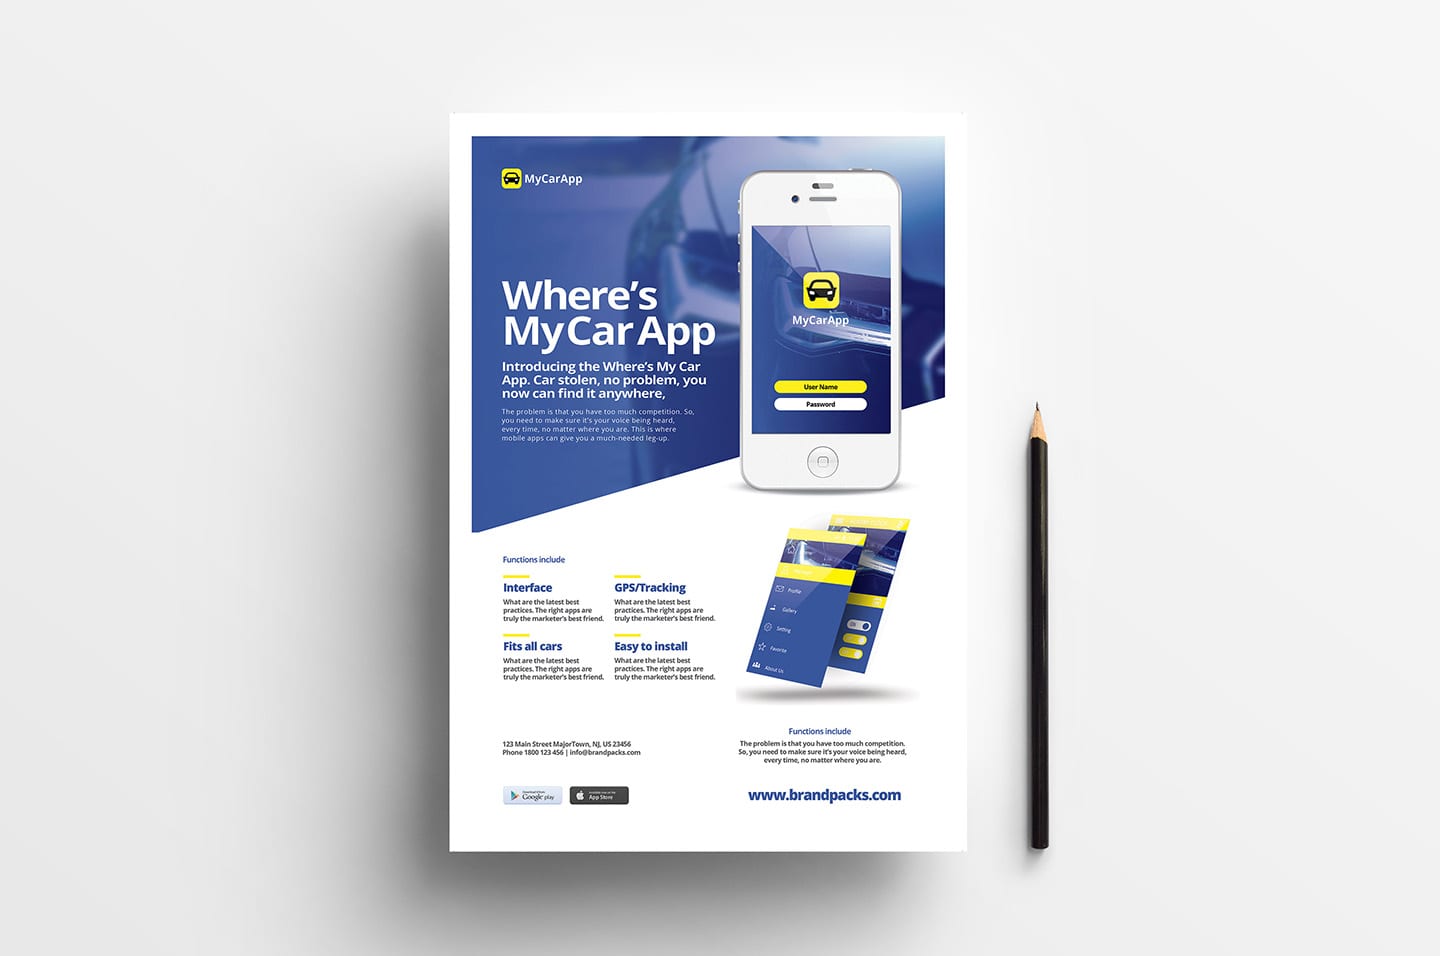 MyCarApp
Where's
My Car App
Introducing the Where's My Car
App. Car stolen, no problem, you
now can find it anywhere,
The problem is that you have too much competition. So,
you need to make sure it's your voice being heard,
every time, no matter where you are. This is where
mobile apps can give you a much-needed leg-up.
MyCarApp
User Name
Password
Functions include
Interface
What are the latest best
practices. The right apps are
truly the marketer's best friend.
GPS/Tracking
What are the latest best
practices. The right apps are
truly the marketer's best friend.
Fits all cars
What are the latest best
practices. The right apps are
truly the marketer's best friend.
Easy to install
What are the latest best
practices. The right apps are
truly the marketer's best friend.
Profile
Gallery
Setting
Favorite
About Us
ON
123 Main Street MajorTown, NJ, US 23456
Phone 1800 123 456 | info@brandpacks.com
Google play
App Store
Functions include
The problem is that you have too much competition.
So, you need to make sure it's your voice being heard,
every time, no matter where you are.
www.brandpacks.com